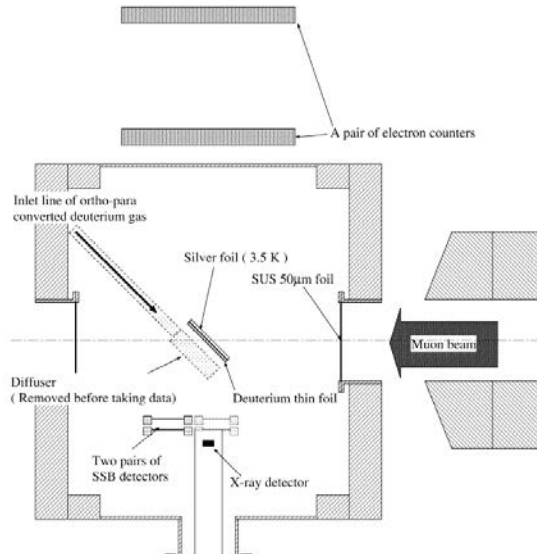 A pair of electron counters
Inlet line of ortho-para
converted deuterium gas
Silver foil ( 3.5 K )
SUS 50μm foil
Muon beam
Diffuser
( Removed before taking data)
Deuterium thin foil
Two pairs of
SSB detectors
X-ray detector